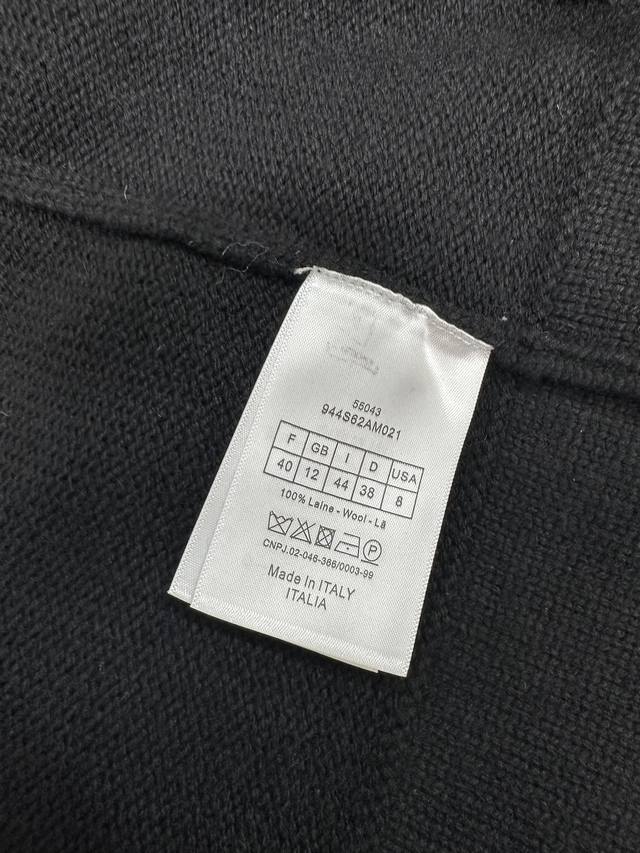 55043
944S62AM021
F GB I D USA
40 12 44 38 8
100% Laine - Wool - Lã
P
CNPJ.02-046-366/0003-99
Made in ITALY
ITALIA